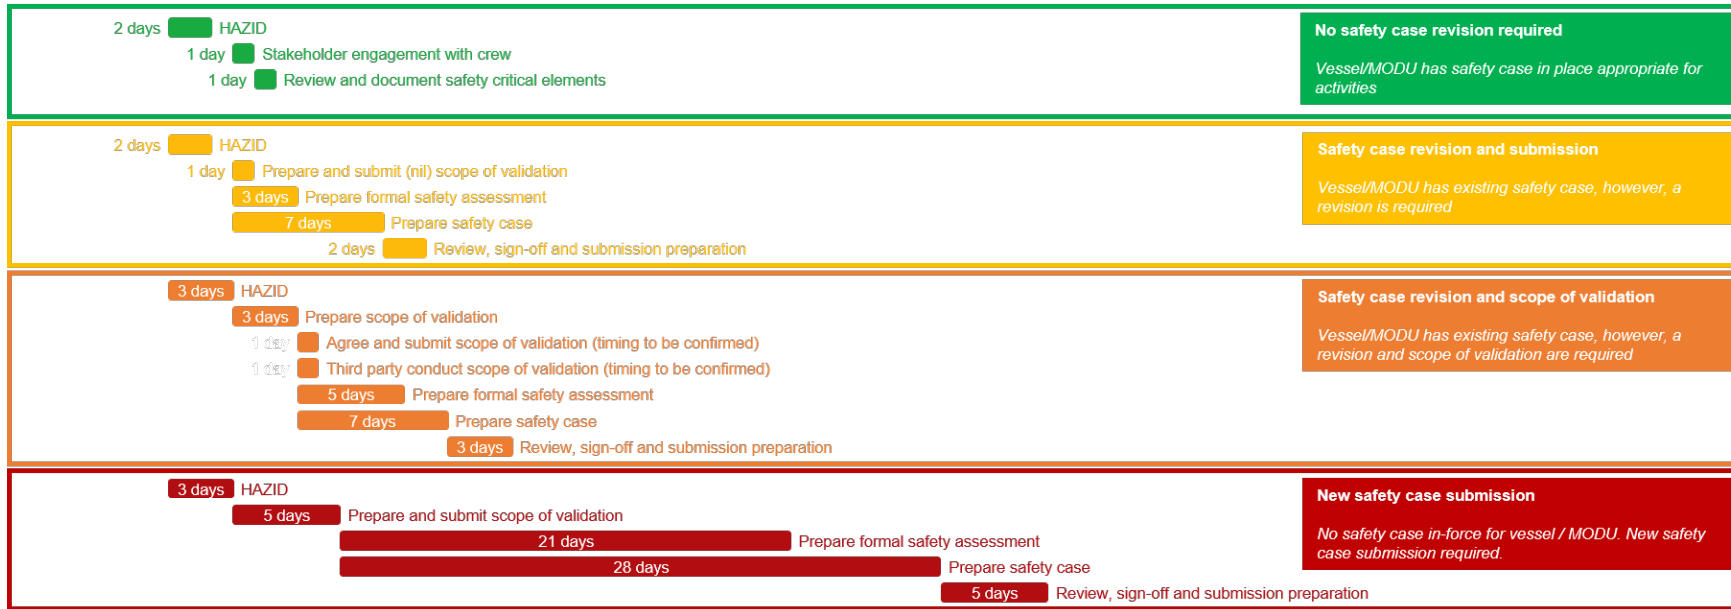 2 days HAZID
1 day Stakeholder engagement with crew
1 day Review and document safety critical elements
No safety case revision required
Vessel/MODU has safety case in place appropriate for
activities
2 days HAZID
1 day Prepare and submit (nil) scope of validation
3 days Prepare formal safety assessment
7 days Prepare safety case
2 days Review, sign-off and submission preparation
Safety case revision and submission
Vessel/MODU has existing safety case, however, a
revision is required
3 days HAZID
3 days Prepare scope of validation
1 day Agree and submit scope of validation (timing to be confirmed)
1 day Third party conduct scope of validation (timing to be confirmed)
5 days Prepare formal safety assessment
7 days Prepare safety case
3 days Review, sign-off and submission preparation
Safety case revision and scope of validation
Vessel/MODU has existing safety case, however, a
revision and scope of validation are required
3 days HAZID
5 days Prepare and submit scope of validation
21 days Prepare formal safety assessment
28 days Prepare safety case
5 days Review, sign-off and submission preparation
New safety case submission
No safety case in-force for vessel / MODU. New safety
case submission required.